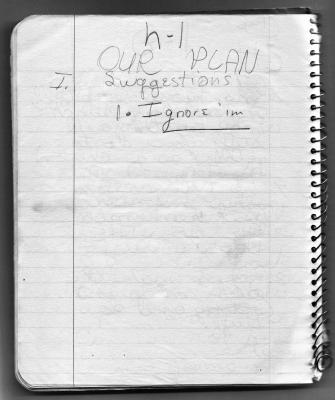 h-1
OUR PLAN
I. Suggestions
1. Ignore 'im